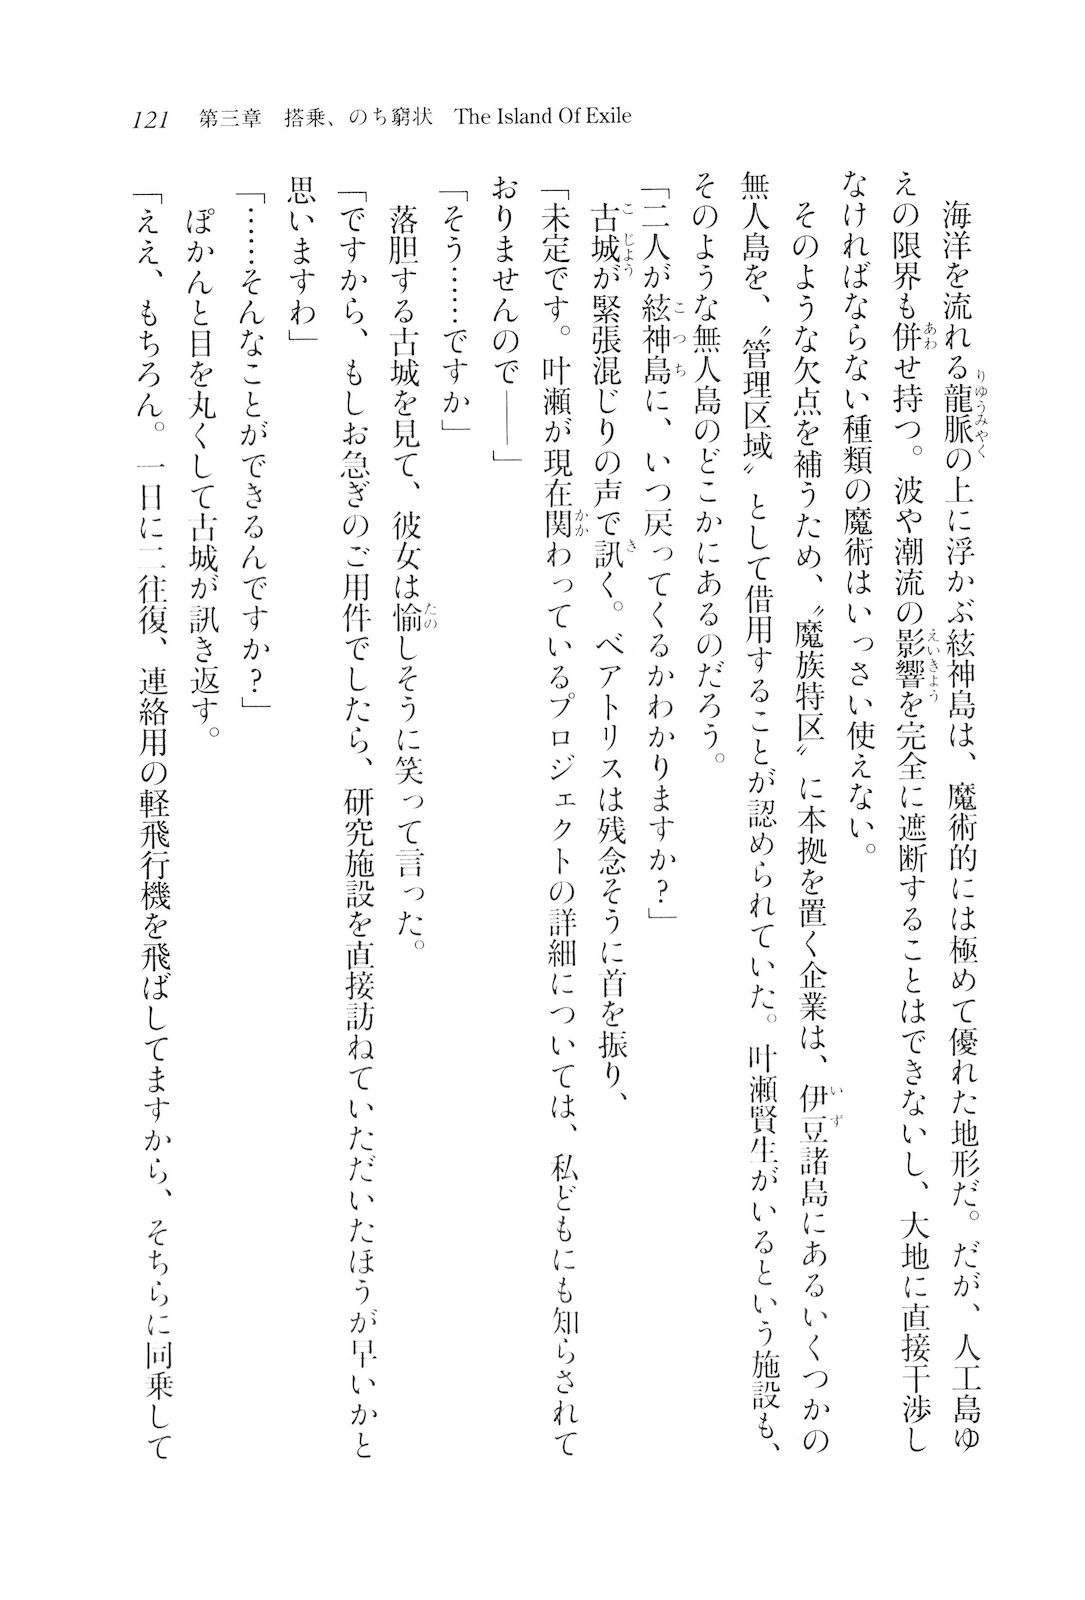 121　第三章　搭乗、のち窮状　The Island Of Exile
　海洋を流れる龍脈の上に浮かぶ絃神島は、魔術的には極めて優れた地形だ。だが、人工島ゆ
えの限界も併せ持つ。波や潮流の影響を完全に遮断することはできないし、大地に直接干渉し
なければならない種類の魔術はいっさい使えない。
　そのような欠点を補うため、〝魔族特区〟に本拠を置く企業は、伊豆諸島にあるいくつかの
無人島を、〝管理区域〟として借用することが認められていた。叶瀬賢生がいるという施設も、
そのような無人島のどこかにあるのだろう。
「二人が絃神島に、いつ戻ってくるかわかりますか？」
　古城が緊張混じりの声で訊く。ベアトリスは残念そうに首を振り、
「未定です。叶瀬が現在関わっているプロジェクトの詳細については、私どもにも知らされて
おりませんので――」
「そう……ですか」
　落胆する古城を見て、彼女は愉しそうに笑って言った。
「ですから、もしお急ぎのご用件でしたら、研究施設を直接訪ねていただいたほうが早いかと
思いますわ」
「……そんなことができるんですか？」
　ぽかんと目を丸くして古城が訊き返す。
「ええ、もちろん。一日に二往復、連絡用の軽飛行機を飛ばしてますから、そちらに同乗して